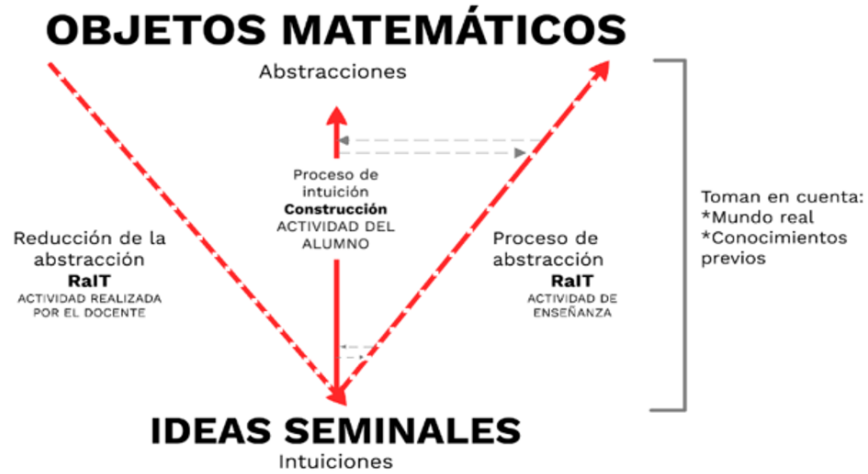 OBJETOS MATEMÁTICOS
Abstracciones
Proceso de
intuición
Construcción
ACTIVIDAD DEL
ALUMNO
Reducción de la
abstracción
RaIT
ACTIVIDAD REALIZADA
POR EL DOCENTE
Proceso de
abstracción
RaIT
ACTIVIDAD DE
ENSEÑANZA
Toman en cuenta:
*Mundo real
*Conocimientos
previos
IDEAS SEMINALES
Intuiciones